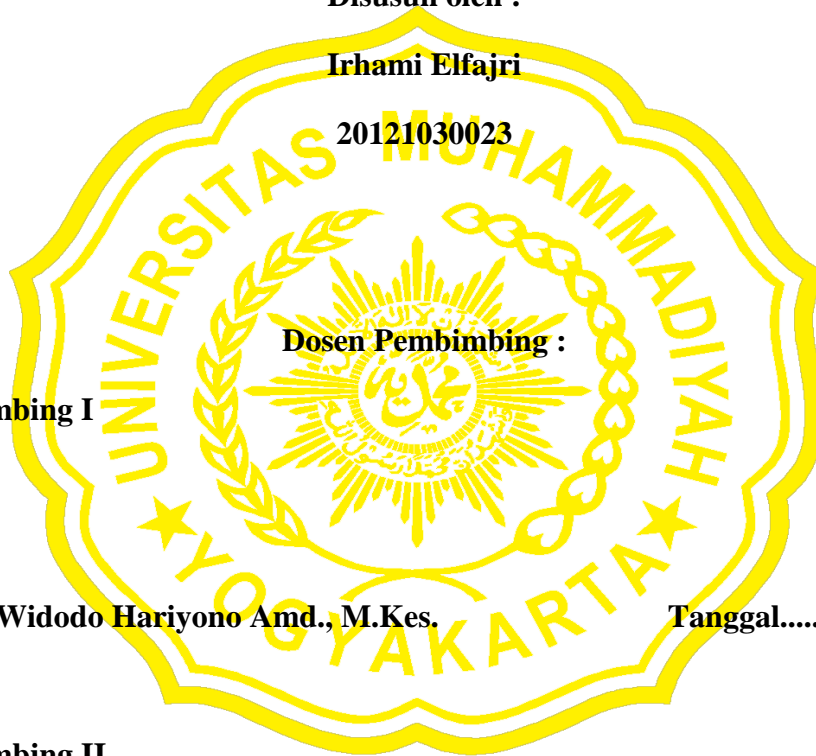 Disusun oleh :
Irhami Elfajri
20121030023
UNIVERSITAS MUHAMMADIYAH
Dosen Pembimbing :
mbing I
Widodo Hariyono Amd., M.Kes. Tanggal.....
★ YOGYAKARTA ★
mbing II